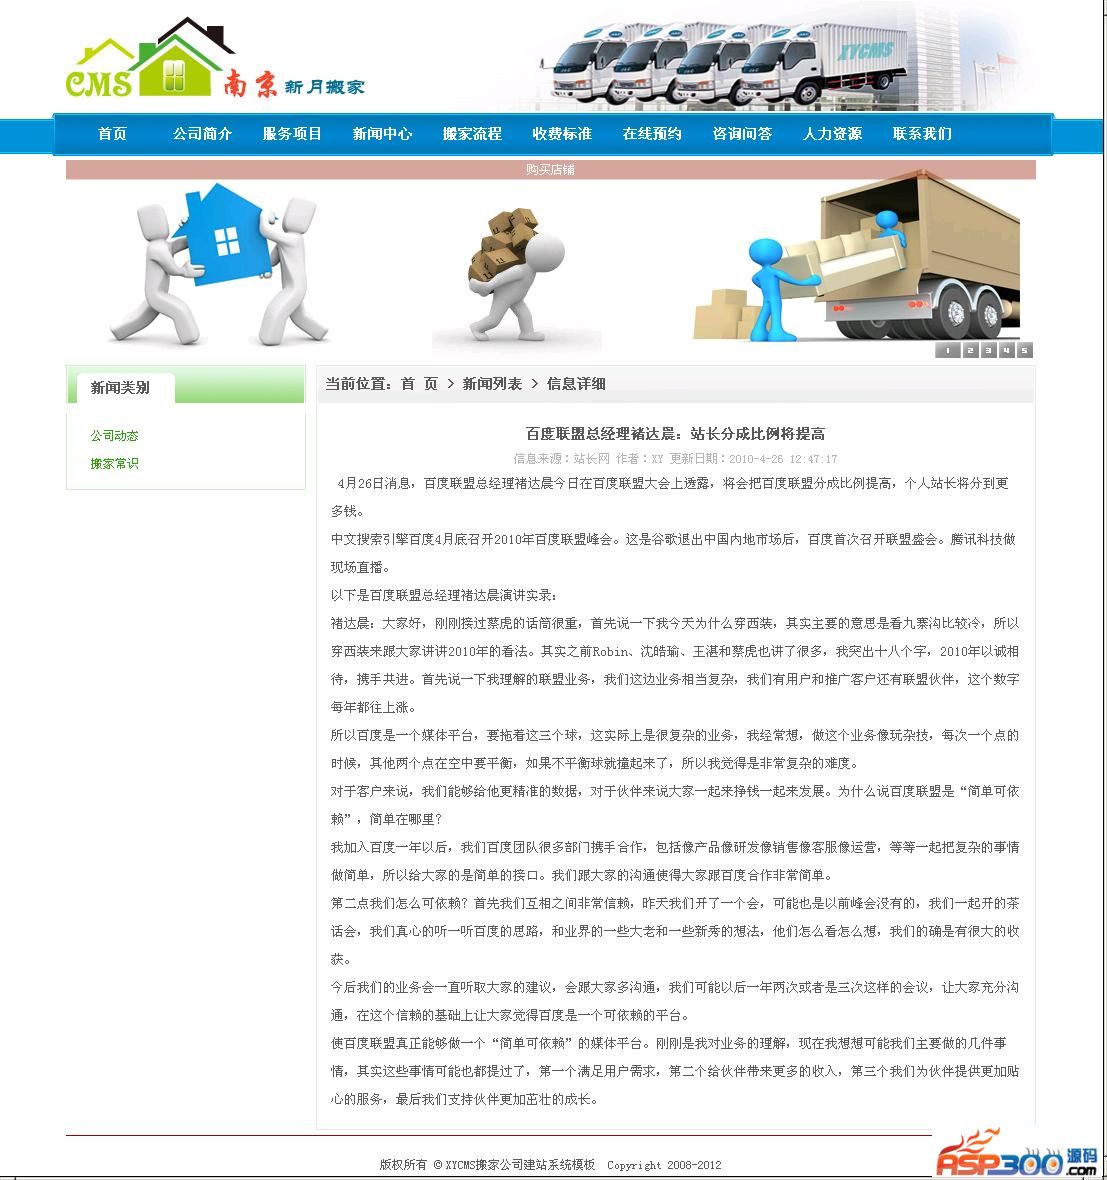 CMS 南京 新月搬家
XYCMS
首页 公司简介 服务项目 新闻中心 搬家流程 收费标准 在线预约 咨询问答 人力资源 联系我们
购买店铺
1 2 3 4 5
新闻类别
公司动态
搬家常识
当前位置：首 页 > 新闻列表 > 信息详细
百度联盟总经理褚达晨：站长分成比例将提高
信息来源：站长网 作者：XY 更新日期：2010-4-26 12:47:17
4月26日消息，百度联盟总经理褚达晨今日在百度联盟大会上透露，将会把百度联盟分成比例提高，个人站长将分到更
多钱。
中文搜索引擎百度4月底召开2010年百度联盟峰会。这是谷歌退出中国内地市场后，百度首次召开联盟盛会。腾讯科技做
现场直播。
以下是百度联盟总经理褚达晨演讲实录：
褚达晨：大家好，刚刚接过蔡虎的话筒很重，首先说一下我今天为什么穿西装，其实主要的意思是看九寨沟比较冷，所以
穿西装来跟大家讲讲2010年的看法。其实之前Robin、沈皓瑜、王湛和蔡虎也讲了很多，我突出十八个字，2010年以诚相
待，携手共进。首先说一下我理解的联盟业务，我们这边业务相当复杂，我们有用户和推广客户还有联盟伙伴，这个数字
每年都往上涨。
所以百度是一个媒体平台，要拖着这三个球，这实际上是很复杂的业务，我经常想，做这个业务像玩杂技，每次一个点的
时候，其他两个点在空中要平衡，如果不平衡球就撞起来了，所以我觉得是非常复杂的难度。
对于客户来说，我们能够给他更精准的数据，对于伙伴来说大家一起来挣钱一起来发展。为什么说百度联盟是“简单可依
赖”，简单在哪里？
我加入百度一年以后，我们百度团队很多部门携手合作，包括像产品像研发像销售像客服像运营，等等一起把复杂的事情
做简单，所以给大家的是简单的接口。我们跟大家的沟通使得大家跟百度合作非常简单。
第二点我们怎么可依赖？首先我们互相之间非常信赖，昨天我们开了一个会，可能也是以前峰会没有的，我们一起开的茶
话会，我们真心的听一听百度的思路，和业界的一些大老和一些新秀的想法，他们怎么看怎么想，我们的确是有很大的收
获。
今后我们的业务会一直听取大家的建议，会跟大家多沟通，我们可能以后一年两次或者是三次这样的会议，让大家充分沟
通，在这个信赖的基础上让大家觉得百度是一个可依赖的平台。
使百度联盟真正能够做一个“简单可依赖”的媒体平台。刚刚是我对业务的理解，现在我想想可能我们主要做的几件事
情，其实这些事情可能也都提过了，第一个满足用户需求，第二个给伙伴带来更多的收入，第三个我们为伙伴提供更加贴
心的服务，最后我们支持伙伴更加茁壮的成长。
版权所有 © XYCMS搬家公司建站系统模板 Copyright 2008-2012
ASP300源码
.com